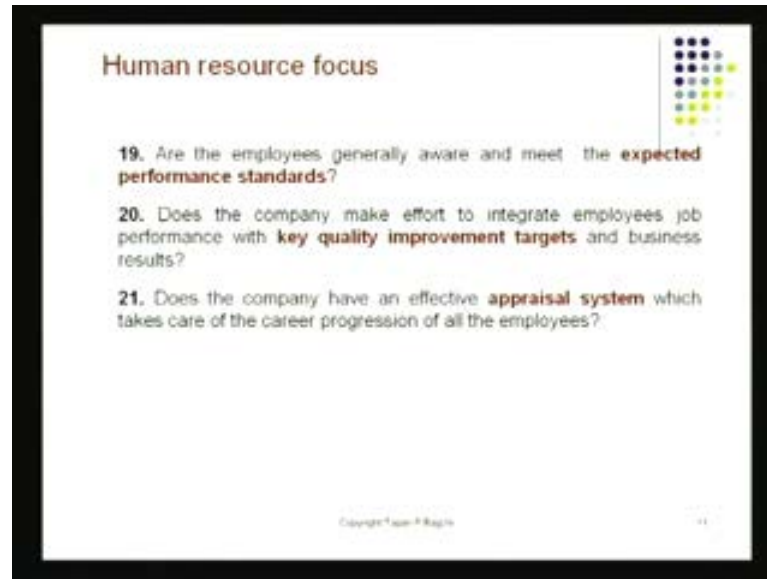 Human resource focus
19. Are the employees generally aware and meet the expected
performance standards?
20. Does the company make effort to integrate employees job
performance with key quality improvement targets and business
results?
21. Does the company have an effective appraisal system which
takes care of the career progression of all the employees?
Copyright